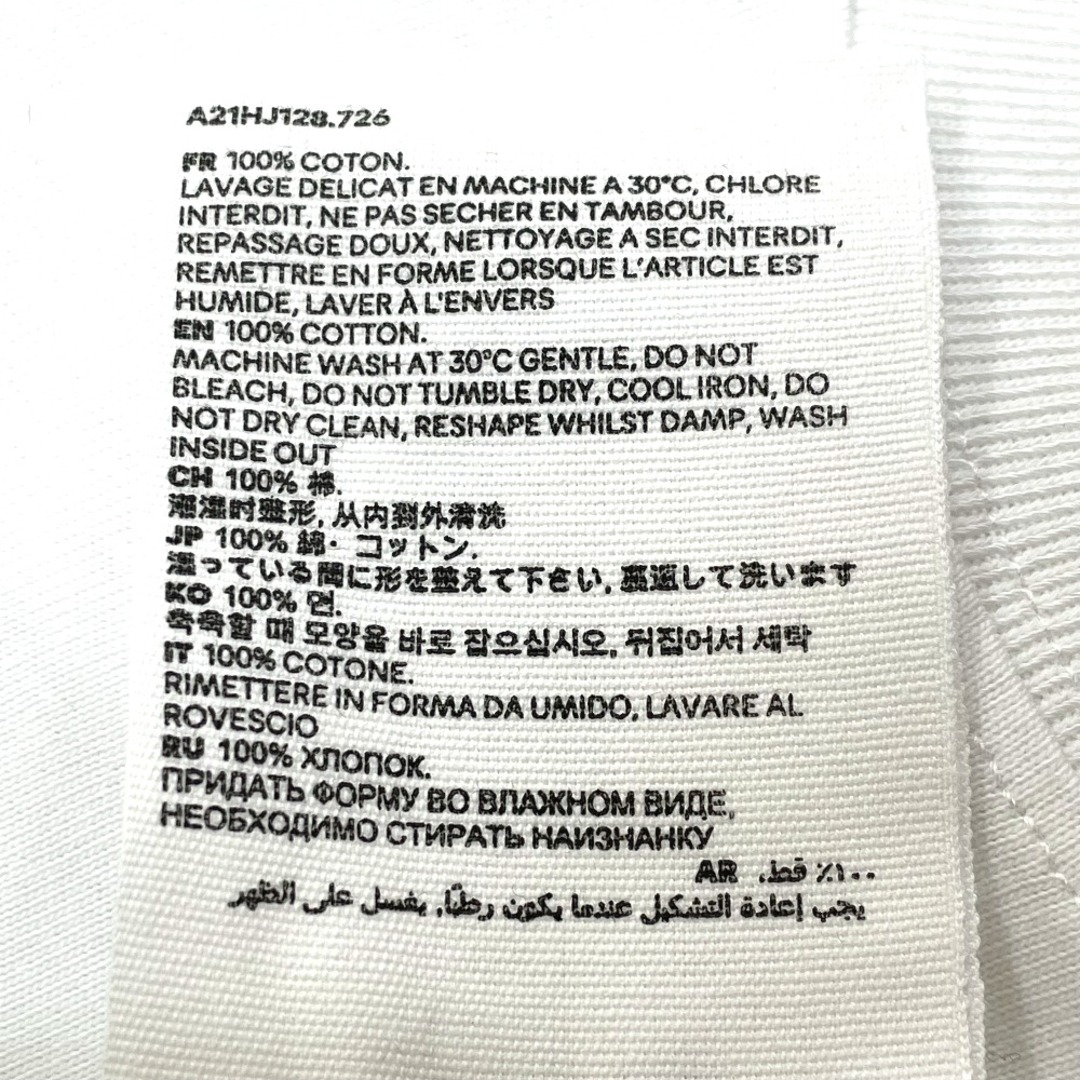 A21HJ128.726
FR 100% COTON.
LAVAGE DELICAT EN MACHINE A 30°C, CHLORE
INTERDIT, NE PAS SECHER EN TAMBOUR,
REPASSAGE DOUX, NETTOYAGE A SEC INTERDIT,
REMETTRE EN FORME LORSQUE L'ARTICLE EST
HUMIDE, LAVER À L'ENVERS
EN 100% COTTON.
MACHINE WASH AT 30°C GENTLE, DO NOT
BLEACH, DO NOT TUMBLE DRY, COOL IRON, DO
NOT DRY CLEAN, RESHAPE WHILST DAMP, WASH
INSIDE OUT
CH 100% 棉.
潮湿时整形, 从内到外清洗
JP 100% 綿・ コットン.
湿っている間に形を整えて下さい, 裏返して洗います
KO 100% 면.
축축할 때 모양을 바로 잡으십시오, 뒤집어서 세탁
IT 100% COTONE.
RIMETTERE IN FORMA DA UMIDO, LAVARE AL
ROVESCIO
RU 100% ХЛОПОК.
ПРИДАТЬ ФОРМУ ВО ВЛАЖНОМ ВИДЕ,
НЕОБХОДИМО СТИРАТЬ НАИЗНАНКУ
AR .قطن ٪١٠٠
يجب إعادة التشكيل عندما يكون رطبًا, يغسل على الظهر